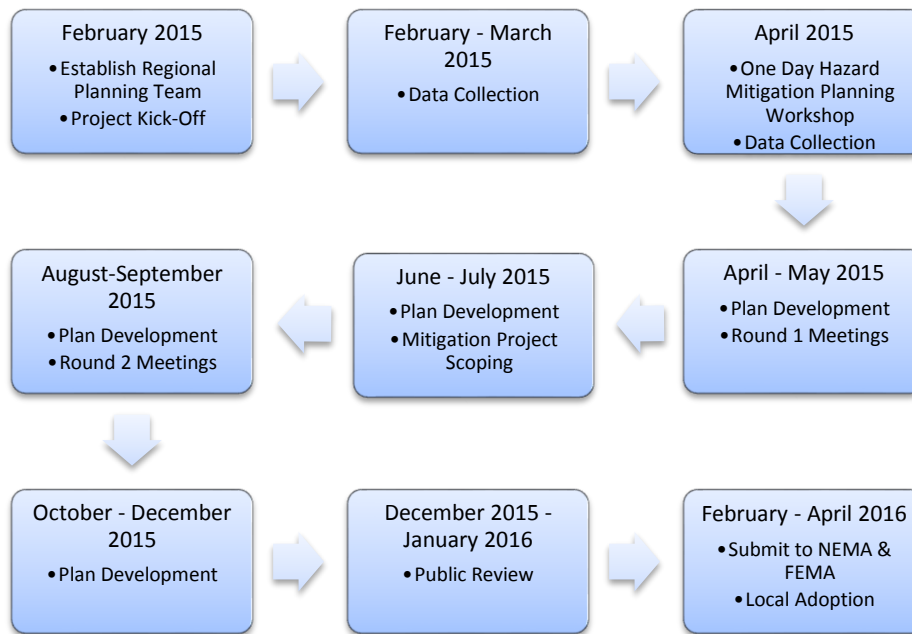 February 2015
•Establish Regional
Planning Team
•Project Kick-Off
February - March
2015
•Data Collection
April 2015
•One Day Hazard
Mitigation Planning
Workshop
•Data Collection
April - May 2015
•Plan Development
•Round 1 Meetings
June - July 2015
•Plan Development
•Mitigation Project
Scoping
August-September
2015
•Plan Development
•Round 2 Meetings
October - December
2015
•Plan Development
December 2015 -
January 2016
•Public Review
February - April 2016
•Submit to NEMA &
FEMA
•Local Adoption